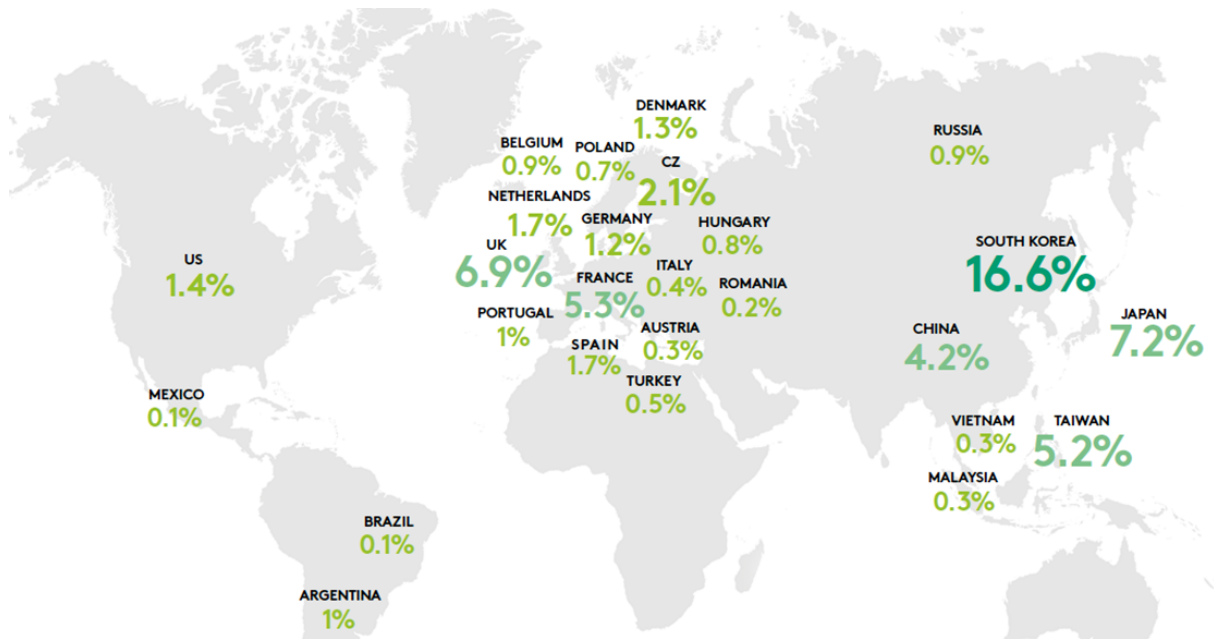 DENMARK
1.3%
RUSSIA
0.9%
BELGIUM
0.9%
POLAND
0.7%
CZ
2.1%
NETHERLANDS
1.7%
GERMANY
1.2%
HUNGARY
0.8%
UK
6.9%
US
1.4%
SOUTH KOREA
16.6%
FRANCE
5.3%
ITALY
0.4%
ROMANIA
0.2%
PORTUGAL
1%
SPAIN
1.7%
AUSTRIA
0.3%
CHINA
4.2%
JAPAN
7.2%
TURKEY
0.5%
MEXICO
0.1%
VIETNAM
0.3%
TAIWAN
5.2%
MALAYSIA
0.3%
BRAZIL
0.1%
ARGENTINA
1%